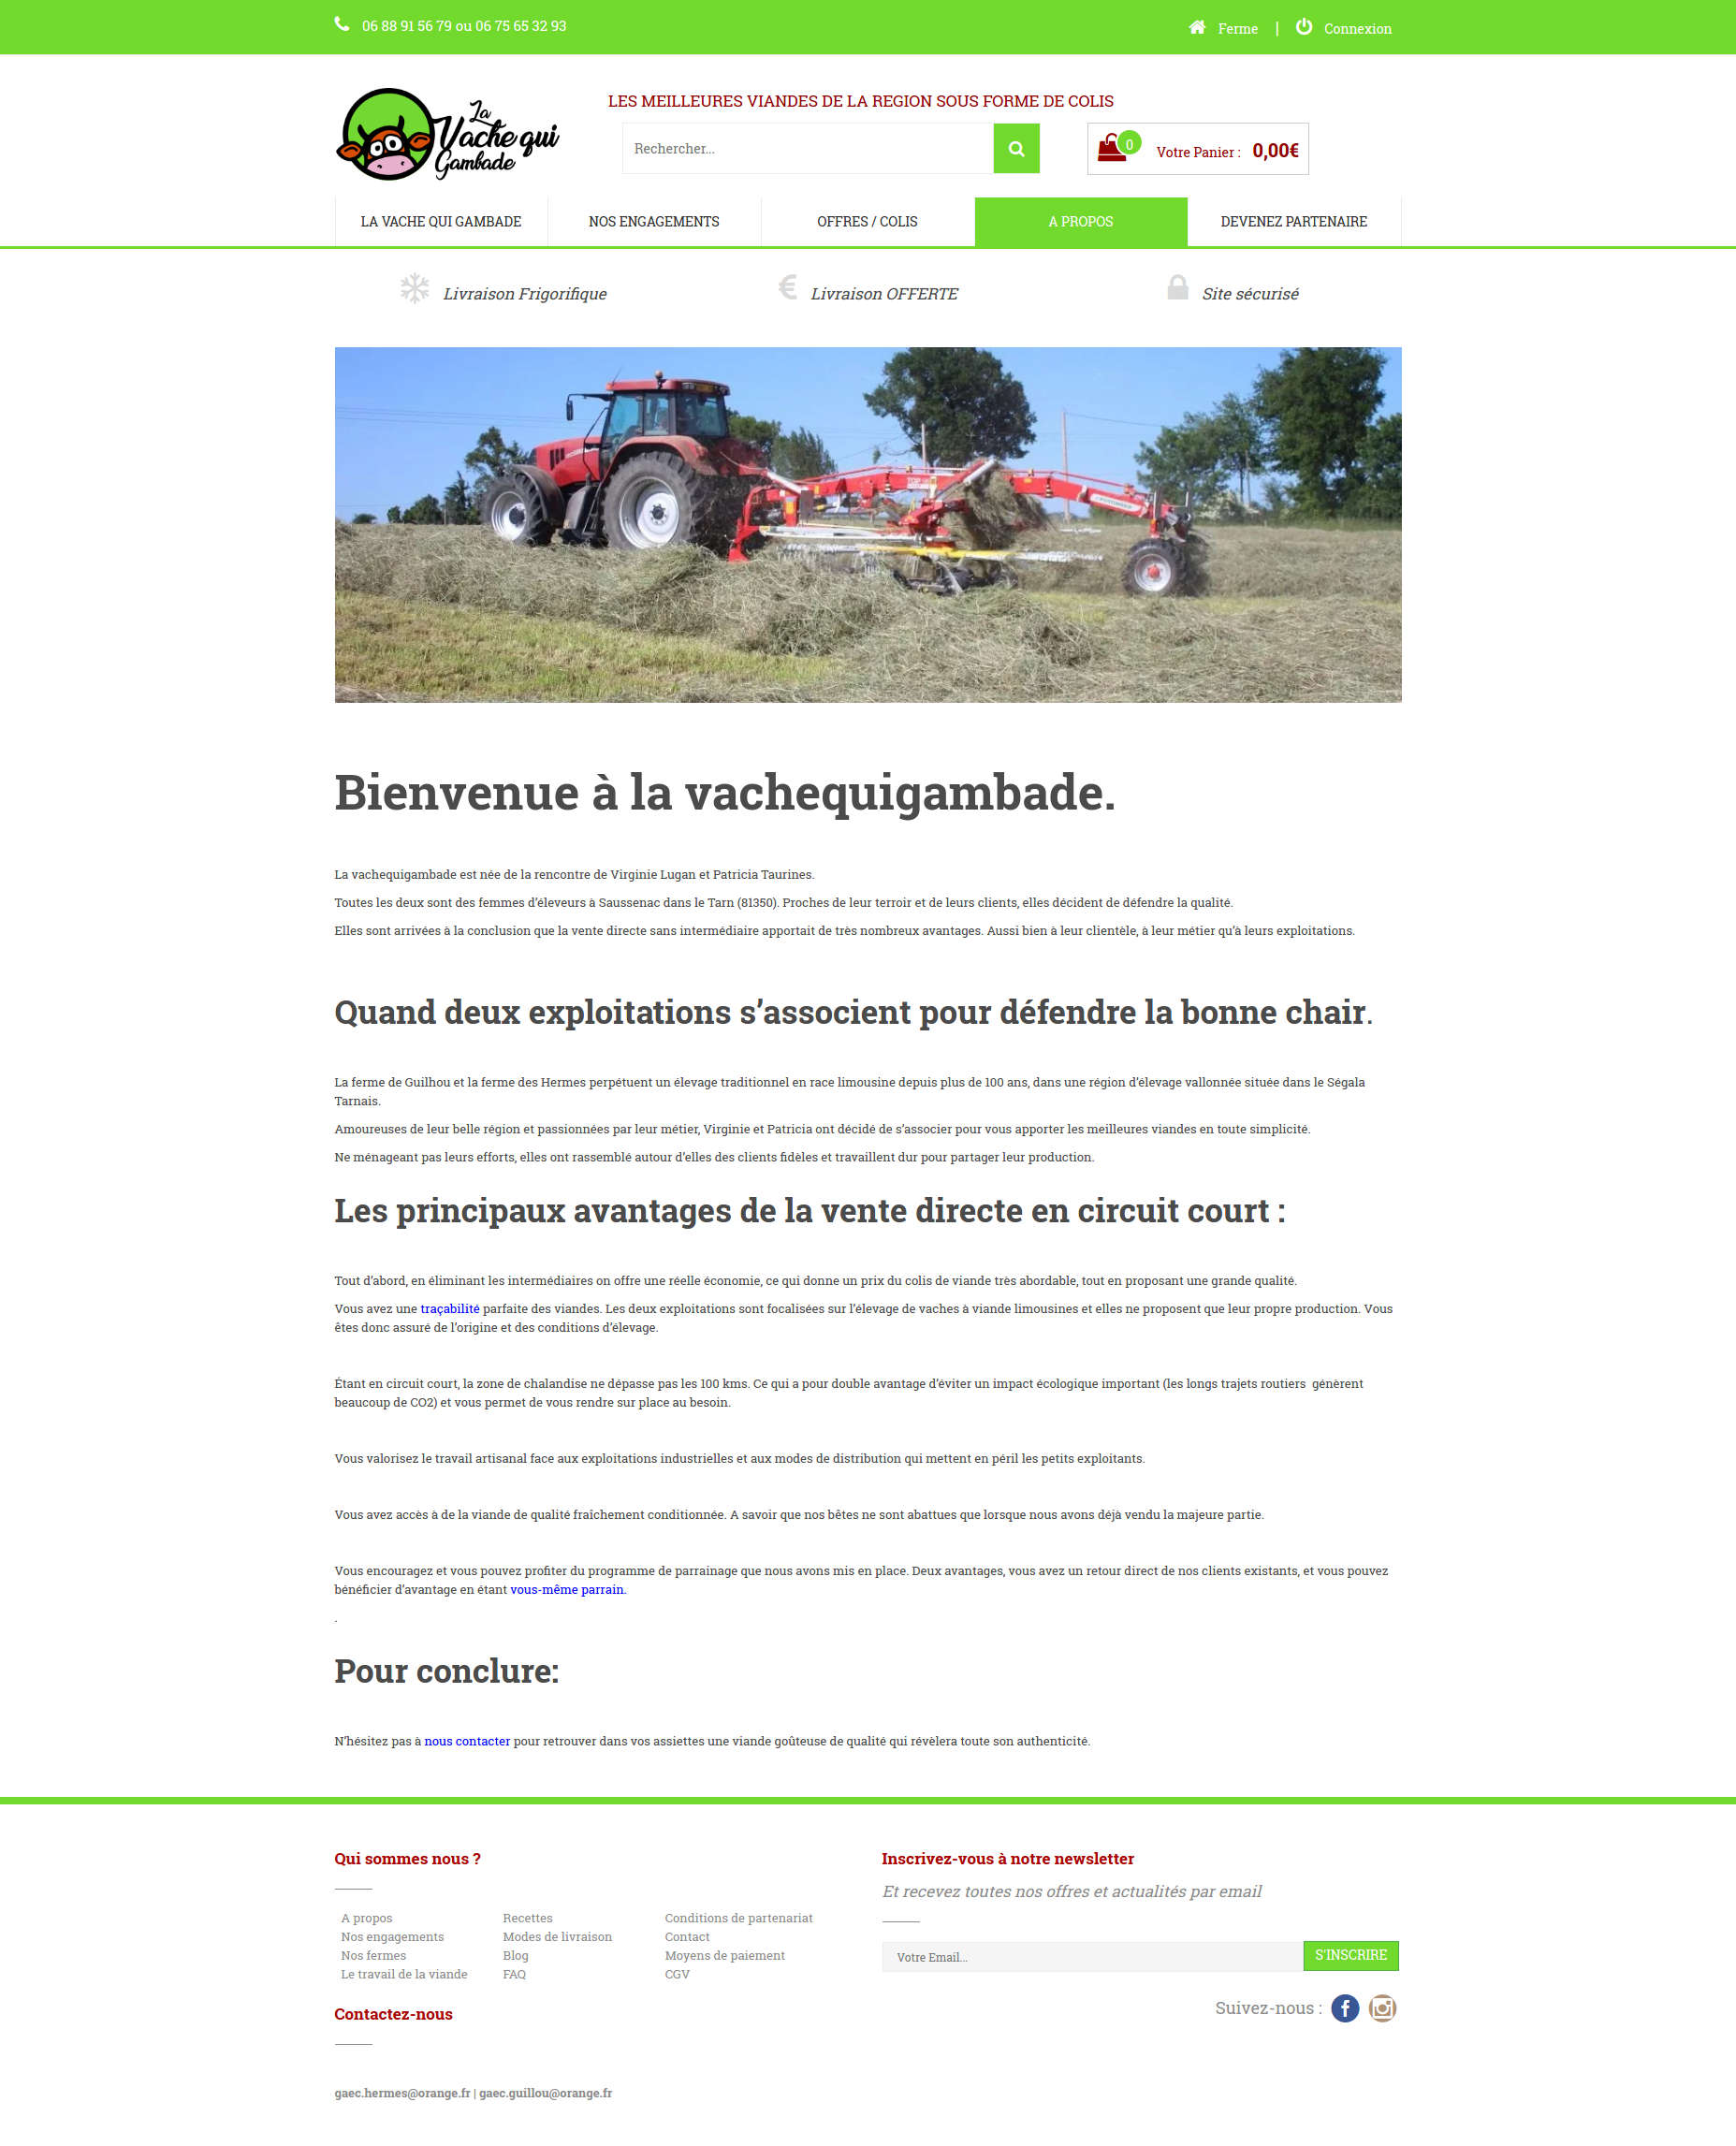 06 88 91 56 79 ou 06 75 65 32 93
Ferme | Connexion
La
Vache qui
Gambade
LES MEILLEURES VIANDES DE LA REGION SOUS FORME DE COLIS
Rechercher...
0
Votre Panier : 0,00€
LA VACHE QUI GAMBADE
NOS ENGAGEMENTS
OFFRES / COLIS
A PROPOS
DEVENEZ PARTENAIRE
Livraison Frigorifique
Livraison OFFERTE
Site sécurisé
Bienvenue à la vachequigambade.
La vachequigambade est née de la rencontre de Virginie Lugan et Patricia Taurines.
Toutes les deux sont des femmes d’éleveurs à Saussenac dans le Tarn (81350). Proches de leur terroir et de leurs clients, elles décident de défendre la qualité.
Elles sont arrivées à la conclusion que la vente directe sans intermédiaire apportait de très nombreux avantages. Aussi bien à leur clientèle, à leur métier qu’à leurs exploitations.
Quand deux exploitations s’associent pour défendre la bonne chair.
La ferme de Guilhou et la ferme des Hermes perpétuent un élevage traditionnel en race limousine depuis plus de 100 ans, dans une région d’élevage vallonnée située dans le Ségala
Tarnais.
Amoureuses de leur belle région et passionnées par leur métier, Virginie et Patricia ont décidé de s’associer pour vous apporter les meilleures viandes en toute simplicité.
Ne ménageant pas leurs efforts, elles ont rassemblé autour d’elles des clients fidèles et travaillent dur pour partager leur production.
Les principaux avantages de la vente directe en circuit court :
Tout d’abord, en éliminant les intermédiaires on offre une réelle économie, ce qui donne un prix du colis de viande très abordable, tout en proposant une grande qualité.
Vous avez une traçabilité parfaite des viandes. Les deux exploitations sont focalisées sur l’élevage de vaches à viande limousines et elles ne proposent que leur propre production. Vous
êtes donc assuré de l’origine et des conditions d’élevage.
Étant en circuit court, la zone de chalandise ne dépasse pas les 100 kms. Ce qui a pour double avantage d’éviter un impact écologique important (les longs trajets routiers génèrent
beaucoup de CO2) et vous permet de vous rendre sur place au besoin.
Vous valorisez le travail artisanal face aux exploitations industrielles et aux modes de distribution qui mettent en péril les petits exploitants.
Vous avez accès à de la viande de qualité fraîchement conditionnée. A savoir que nos bêtes ne sont abattues que lorsque nous avons déjà vendu la majeure partie.
Vous encouragez et vous pouvez profiter du programme de parrainage que nous avons mis en place. Deux avantages, vous avez un retour direct de nos clients existants, et vous pouvez
bénéficier d’avantage en étant vous-même parrain.
.
Pour conclure:
N’hésitez pas à nous contacter pour retrouver dans vos assiettes une viande goûteuse de qualité qui révèlera toute son authenticité.
Qui sommes nous ?
A propos
Nos engagements
Nos fermes
Le travail de la viande
Recettes
Modes de livraison
Blog
FAQ
Conditions de partenariat
Contact
Moyens de paiement
CGV
Contactez-nous
gaec.hermes@orange.fr | gaec.guillou@orange.fr
Inscrivez-vous à notre newsletter
Et recevez toutes nos offres et actualités par email
Votre Email...
S'INSCRIRE
Suivez-nous :